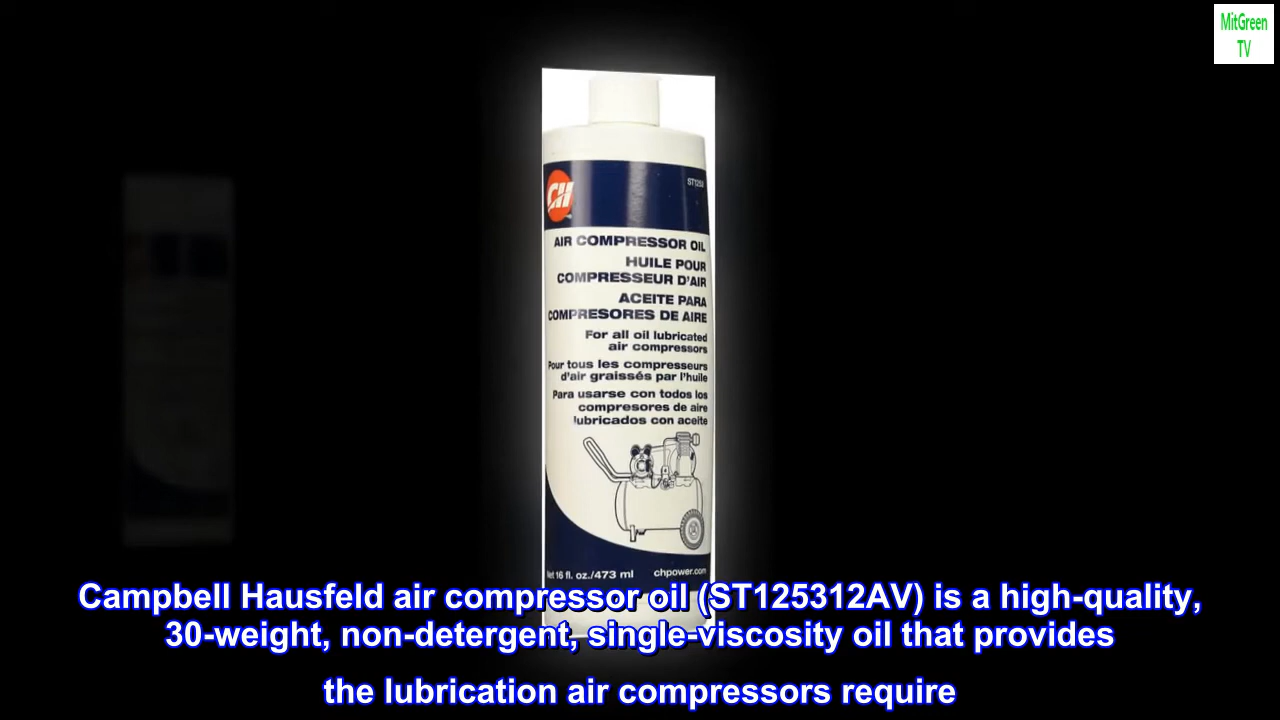 MitGreen
TV
CH
ST1253
AIR COMPRESSOR OIL
HUILE POUR
COMPRESSEUR D'AIR
ACEITE PARA
COMPRESORES DE AIRE
For all oil lubricated
air compressors
Pour tous les compresseurs
d'air graissés par l'huile
Para usarse con todos los
compresores de aire
lubricados con aceite
Net 16 fl. oz./473 ml chpower.com
Campbell Hausfeld air compressor oil (ST125312AV) is a high-quality,
30-weight, non-detergent, single-viscosity oil that provides
the lubrication air compressors require